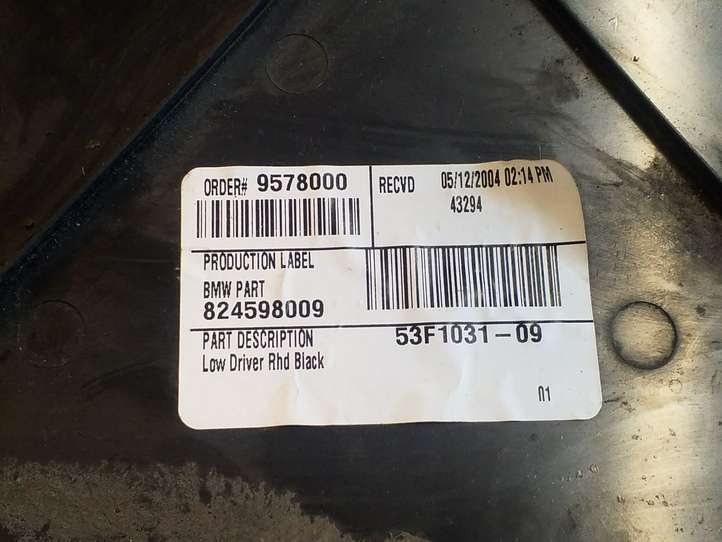 ORDER# 9578000
RECVD 05/12/2004 02:14 PM
43294
PRODUCTION LABEL
BMW PART
824598009
PART DESCRIPTION
Low Driver Rhd Black
53F1031-09
01